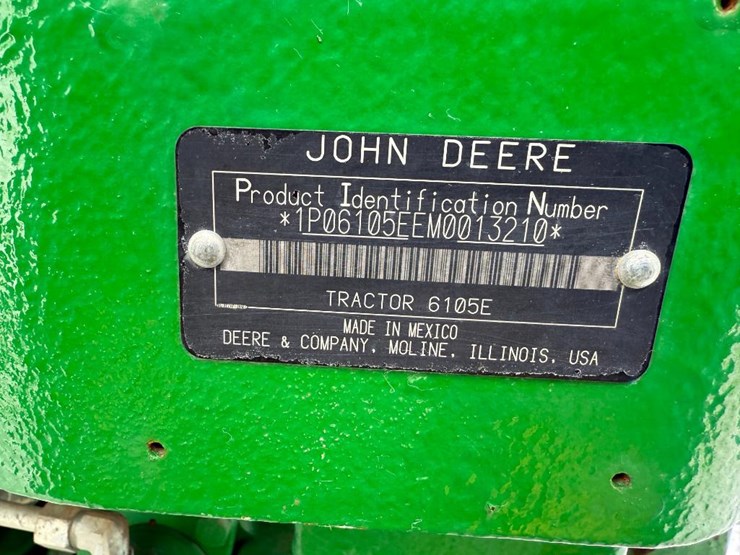 JOHN DEERE
Product Identification Number
*1P06105EEM0013210*
TRACTOR 6105E
MADE IN MEXICO
DEERE & COMPANY, MOLINE, ILLINOIS, USA